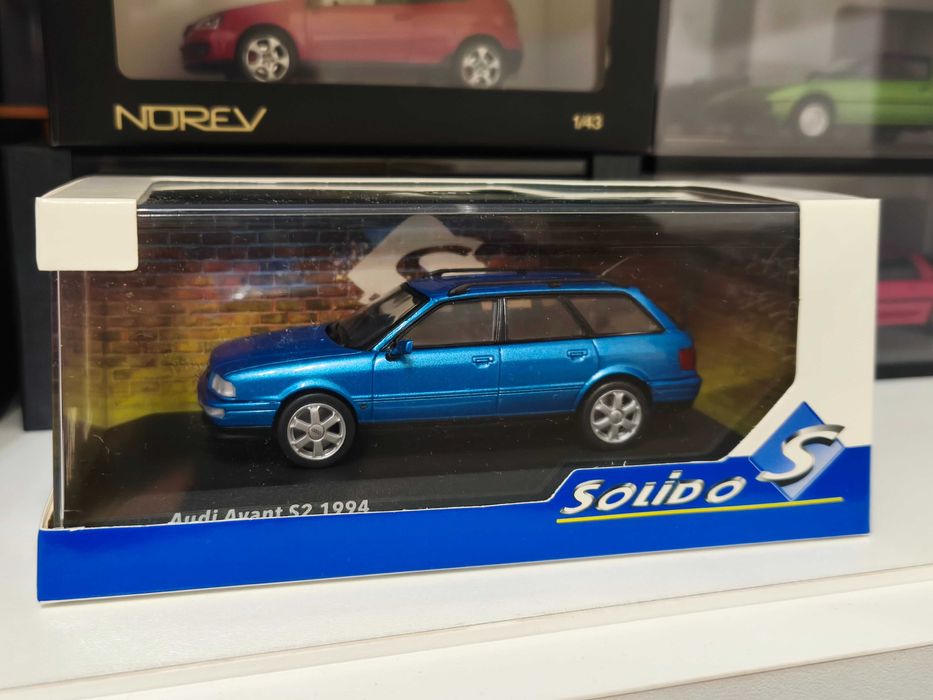 NOREV
1/43
Audi Avant S2 1994
SOLIDO
S